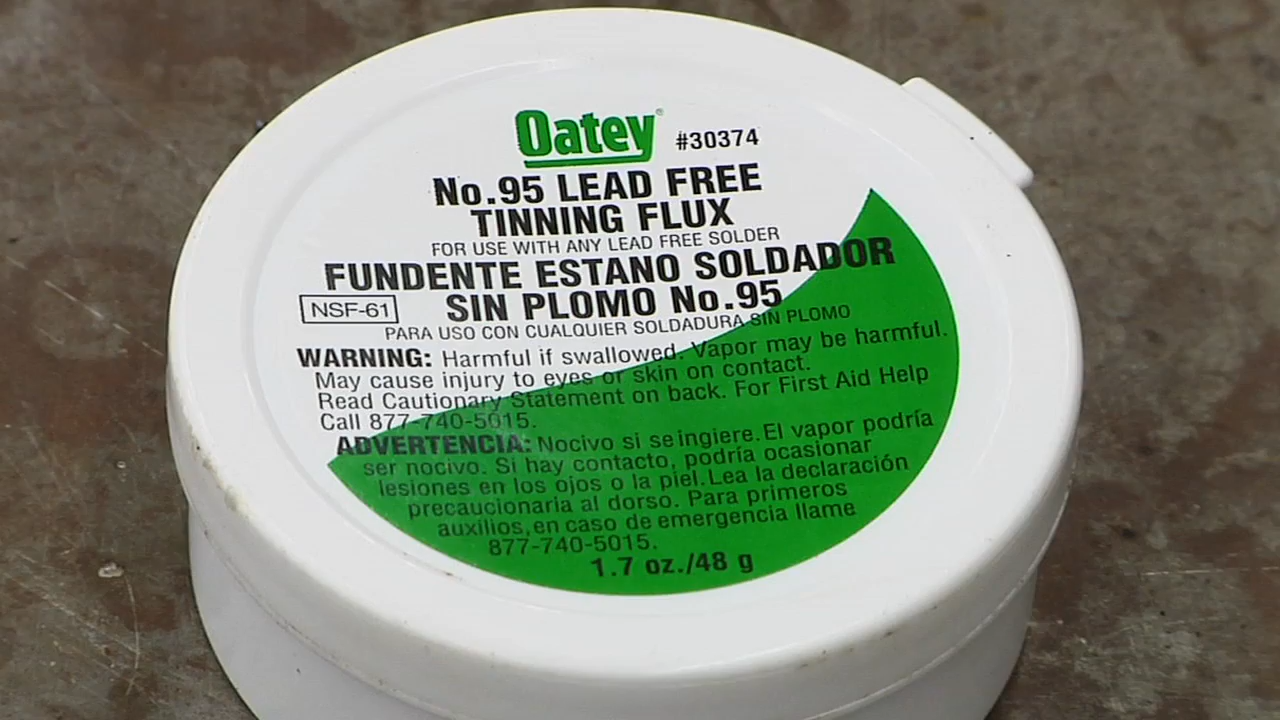 Oatey® #30374
No.95 LEAD FREE
TINNING FLUX
FOR USE WITH ANY LEAD FREE SOLDER
FUNDENTE ESTANO SOLDADOR
NSF-61 SIN PLOMO No.95
PARA USO CON CUALQUIER SOLDADURA SIN PLOMO
WARNING: Harmful if swallowed. Vapor may be harmful.
May cause injury to eyes or skin on contact.
Read Cautionary Statement on back. For First Aid Help
Call 877-740-5015.
ADVERTENCIA: Nocivo si se ingiere. El vapor podría
ser nocivo. Si hay contacto, podría ocasionar
lesiones en los ojos o la piel. Lea la declaración
precaucionaria al dorso. Para primeros
auxilios, en caso de emergencia llame
877-740-5015.
1.7 oz./48 g